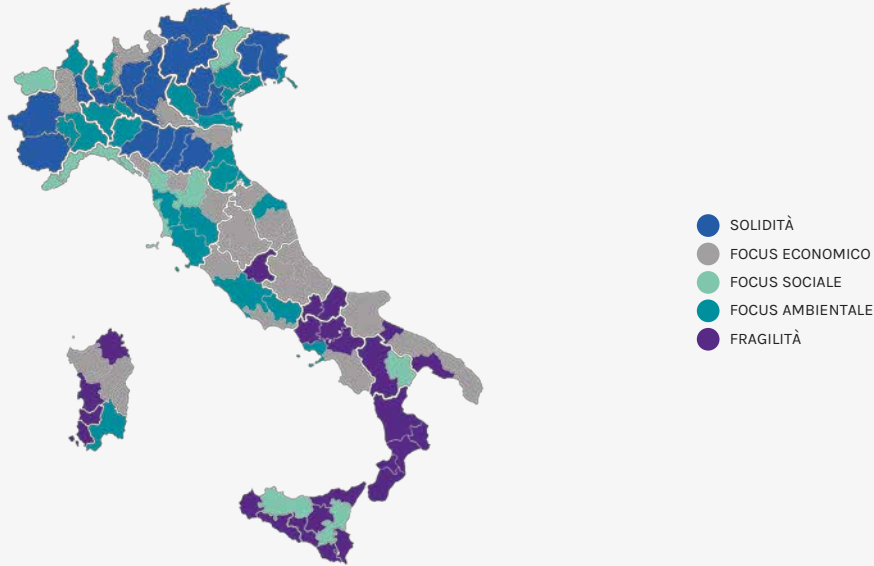 SOLIDITÀ
FOCUS ECONOMICO
FOCUS SOCIALE
FOCUS AMBIENTALE
FRAGILITÀ